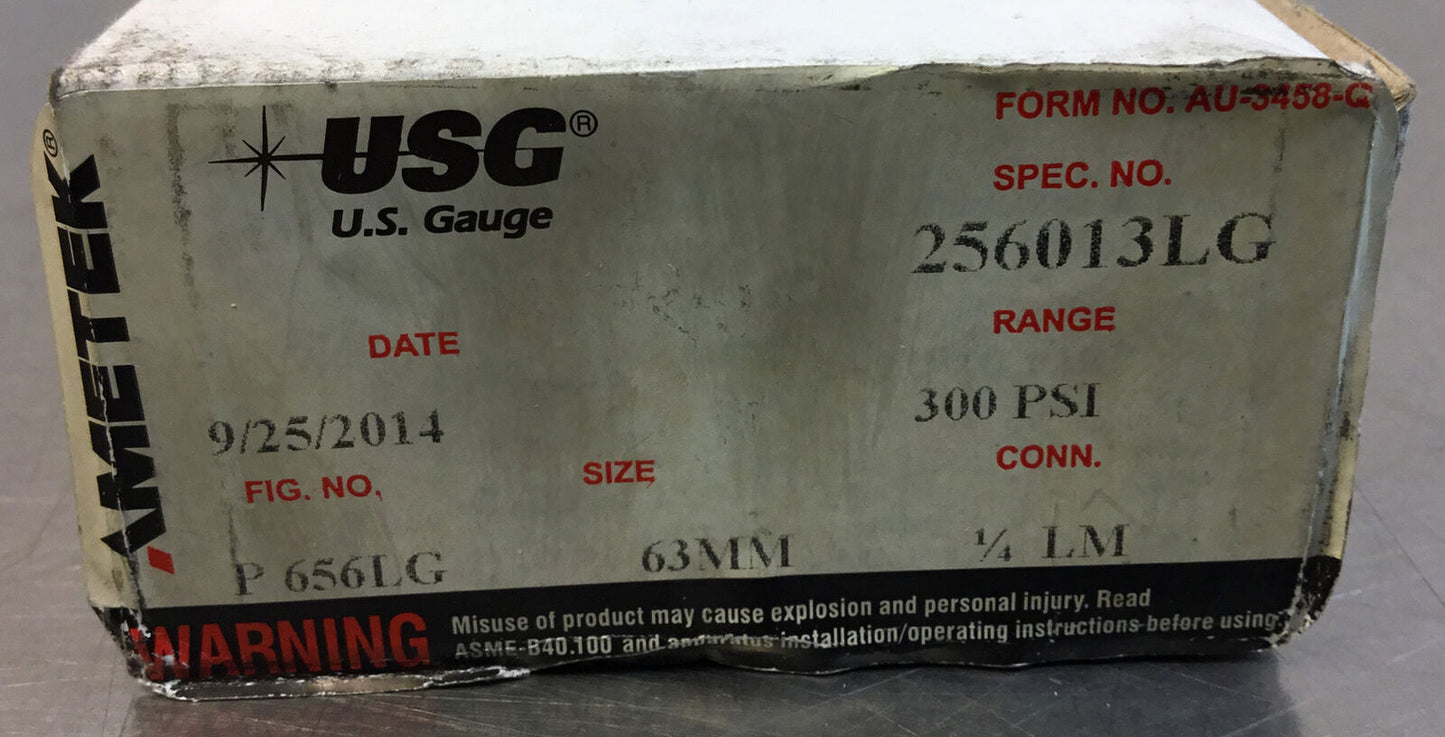 AMETEK®
USG®
U.S. Gauge
FORM NO. AU-3458-Q
SPEC. NO.
256013LG
RANGE
300 PSI
DATE
9/25/2014
CONN.
¼ LM
FIG. NO.
P 656LG
SIZE
63MM
WARNING
Misuse of product may cause explosion and personal injury. Read
ASME-B40.100 and apparatus installation/operating instructions before using.